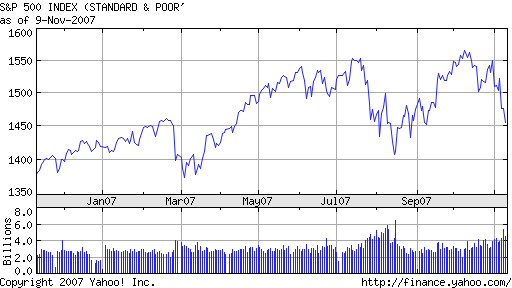 S&P 500 INDEX (STANDARD & POOR'
as of 9-Nov-2007
1600
1550
1500
1450
1400
1350
Jan07 Mar07 May07 Jul07 Sep07
8.0
6.0
4.0
2.0
0.0
Billions
Copyright 2007 Yahoo! Inc. http://finance.yahoo.com/